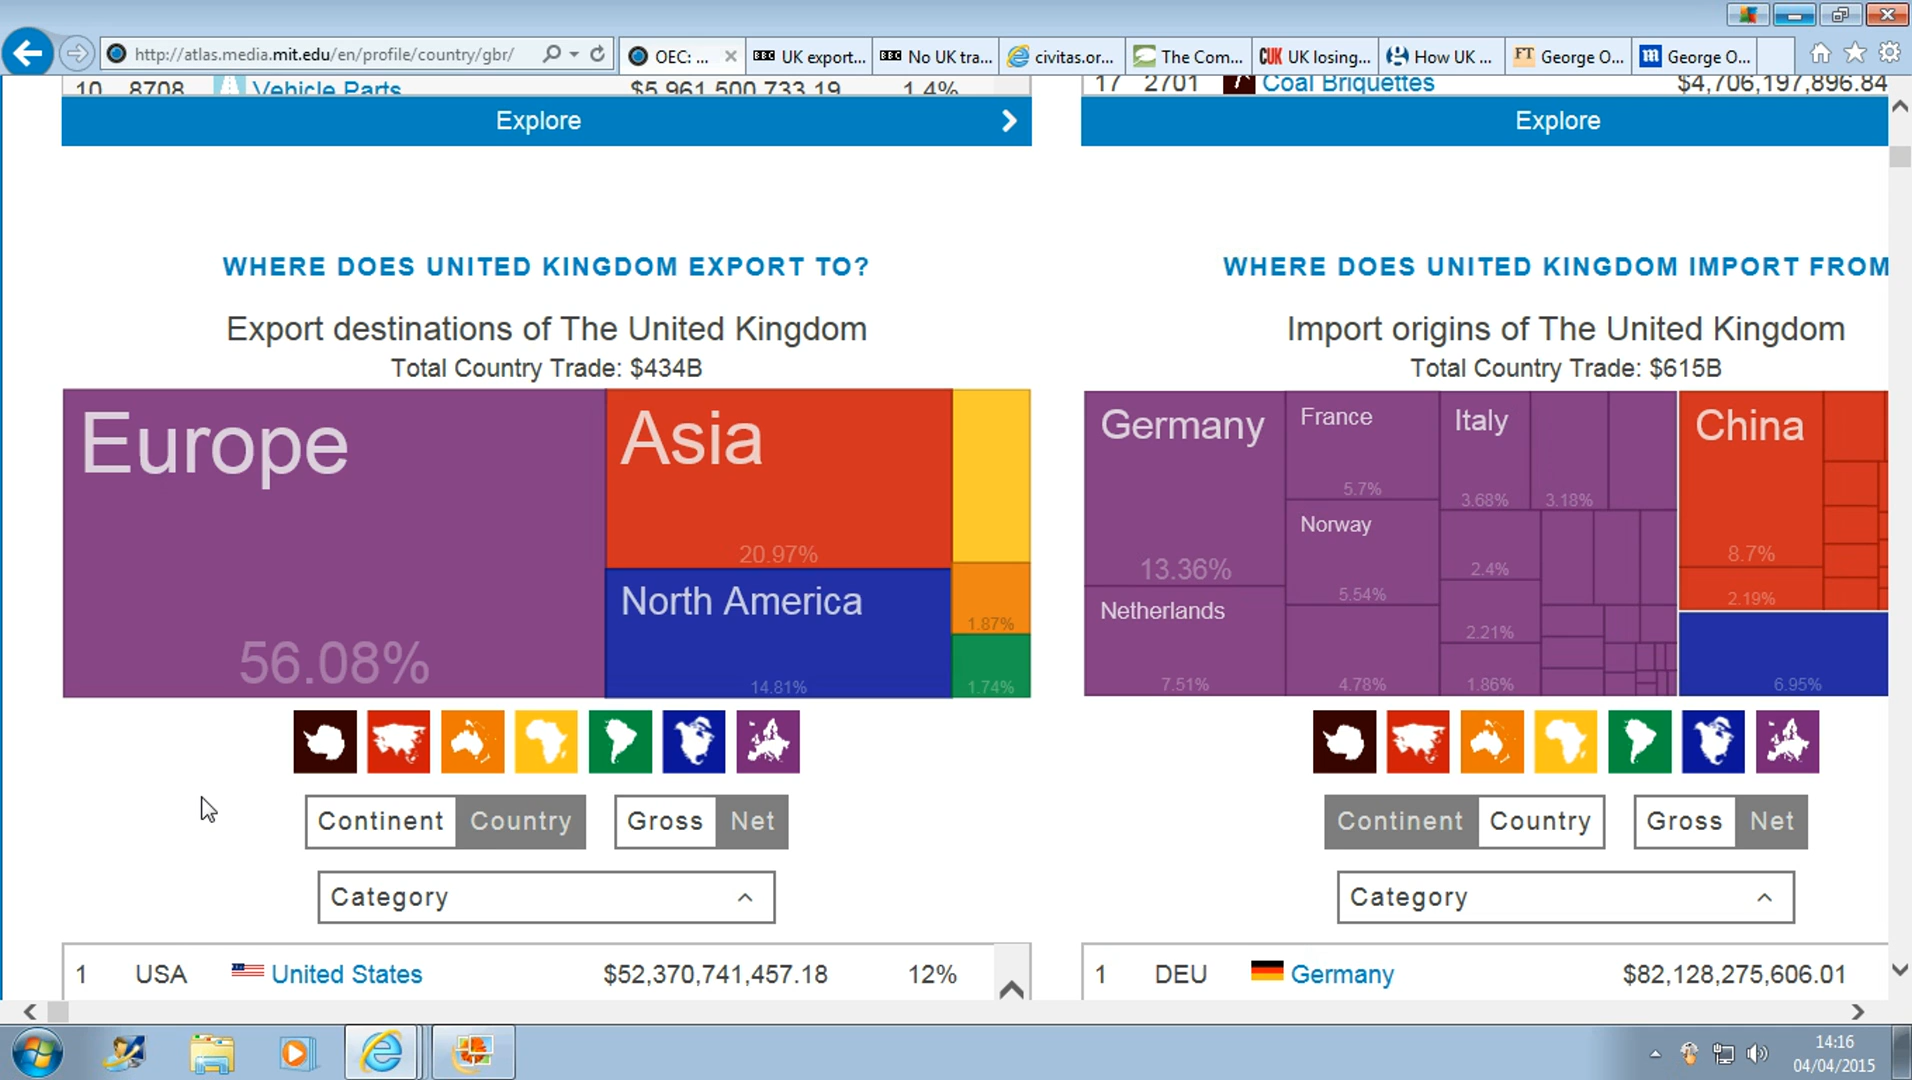 http://atlas.media.mit.edu/en/profile/country/gbr/
OEC: ...
BBC UK export...
BBC No UK tra...
civitas.or...
The Com...
CUK UK losing...
How UK ...
FT George O...
m George O...
10 8708 Vehicle Parts $5,961,500,733.19 1.4%
17 2701 Coal Briquettes $4,706,197,896.84
Explore
Explore
WHERE DOES UNITED KINGDOM EXPORT TO?
Export destinations of The United Kingdom
Total Country Trade: $434B
Europe
56.08%
Asia
20.97%
North America
14.81%
1.87%
1.74%
Continent Country
Gross Net
Category
1 USA United States $52,370,741,457.18 12%
WHERE DOES UNITED KINGDOM IMPORT FROM
Import origins of The United Kingdom
Total Country Trade: $615B
Germany
13.36%
Netherlands
7.51%
France
5.7%
Norway
5.54%
4.78%
Italy
3.68%
3.18%
2.4%
2.21%
1.86%
China
8.7%
2.19%
6.95%
Continent Country
Gross Net
Category
1 DEU Germany $82,128,275,606.01
14:16
04/04/2015